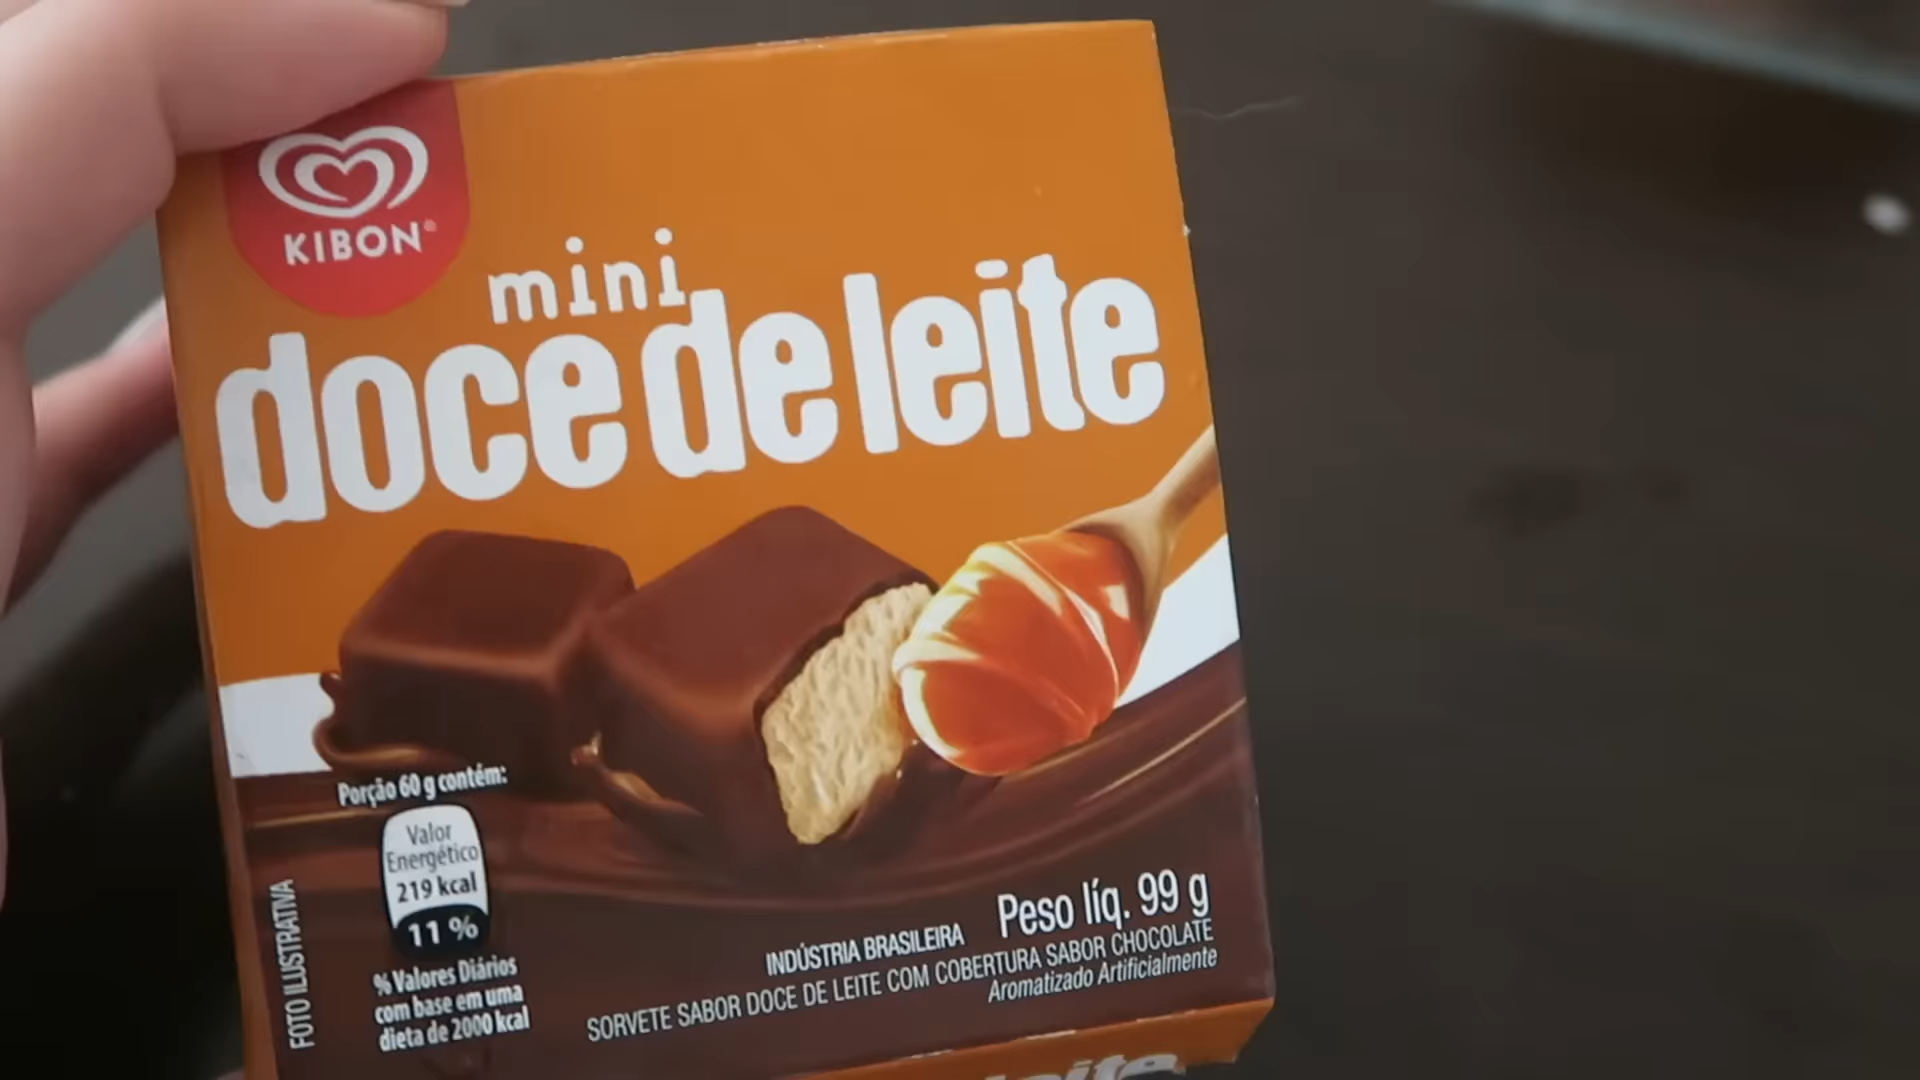 KIBON®
mini
doce de leite
Porção 60 g contém:
Valor
Energético
219 kcal
11 %
% Valores Diários
com base em uma
dieta de 2000 kcal
FOTO ILUSTRATIVA
Peso líq. 99 g
INDÚSTRIA BRASILEIRA
SORVETE SABOR DOCE DE LEITE COM COBERTURA SABOR CHOCOLATE
Aromatizado Artificialmente
leite